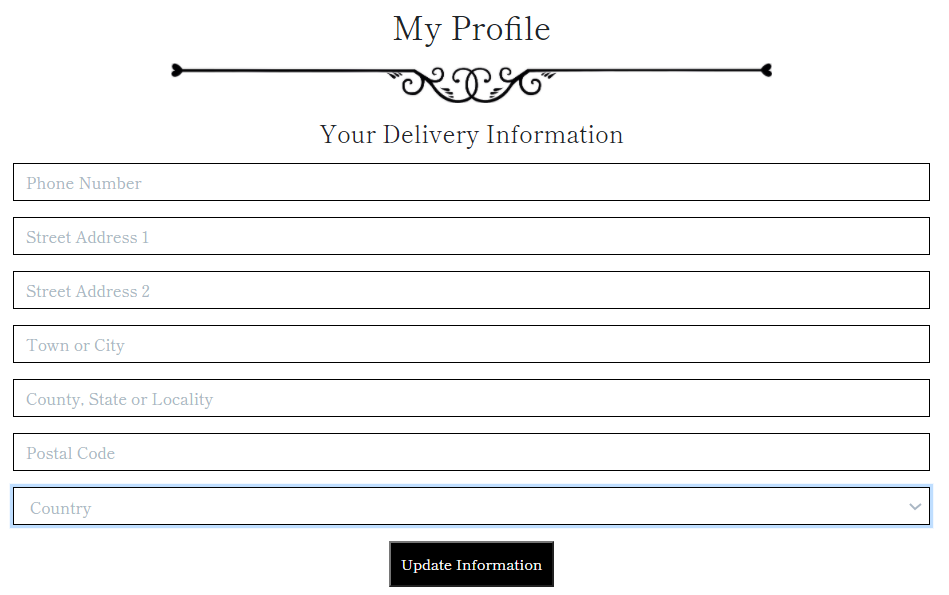 My Profile
Your Delivery Information
Phone Number
Street Address 1
Street Address 2
Town or City
County, State or Locality
Postal Code
Country
Update Information